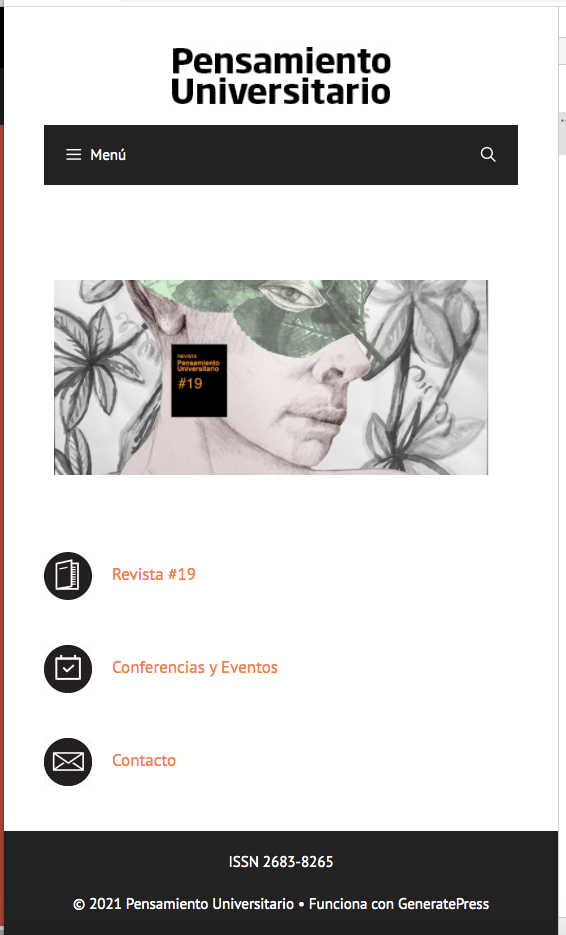 Pensamiento
Universitario
Menú
REVISTA
Pensamiento
Universitario
#19
Revista #19
Conferencias y Eventos
Contacto
ISSN 2683-8265
© 2021 Pensamiento Universitario • Funciona con GeneratePress